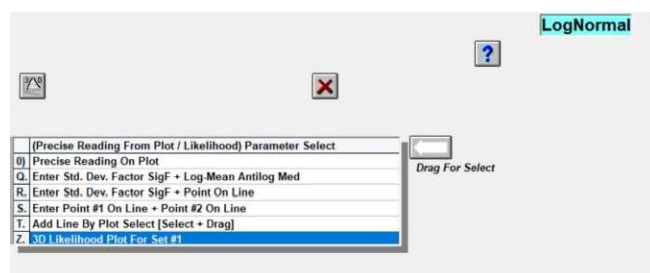 LogNormal
?
(Precise Reading From Plot / Likelihood) Parameter Select
0) Precise Reading On Plot
Q. Enter Std. Dev. Factor SigF + Log-Mean Antilog Med
R. Enter Std. Dev. Factor SigF + Point On Line
S. Enter Point #1 On Line + Point #2 On Line
T. Add Line By Plot Select [Select + Drag]
Z. 3D Likelihood Plot For Set #1
Drag For Select